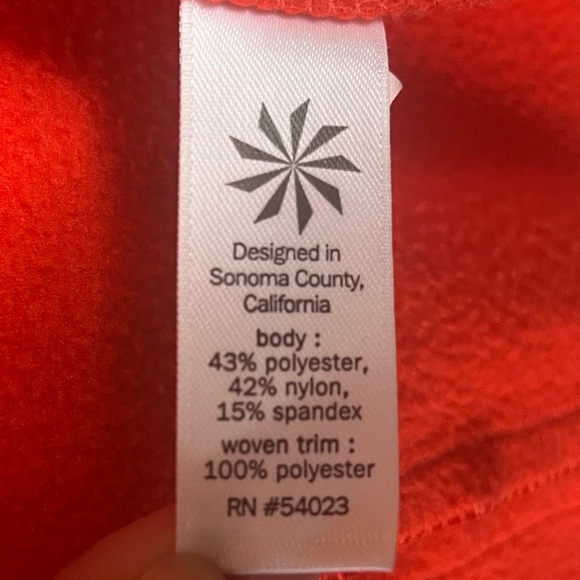 Designed in
Sonoma County,
California
body :
43% polyester,
42% nylon,
15% spandex
woven trim :
100% polyester
RN #54023